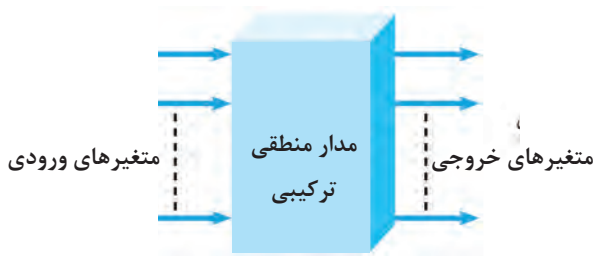 متغیرهای ورودی
مدار منطقی
ترکیبی
متغیرهای خروجی